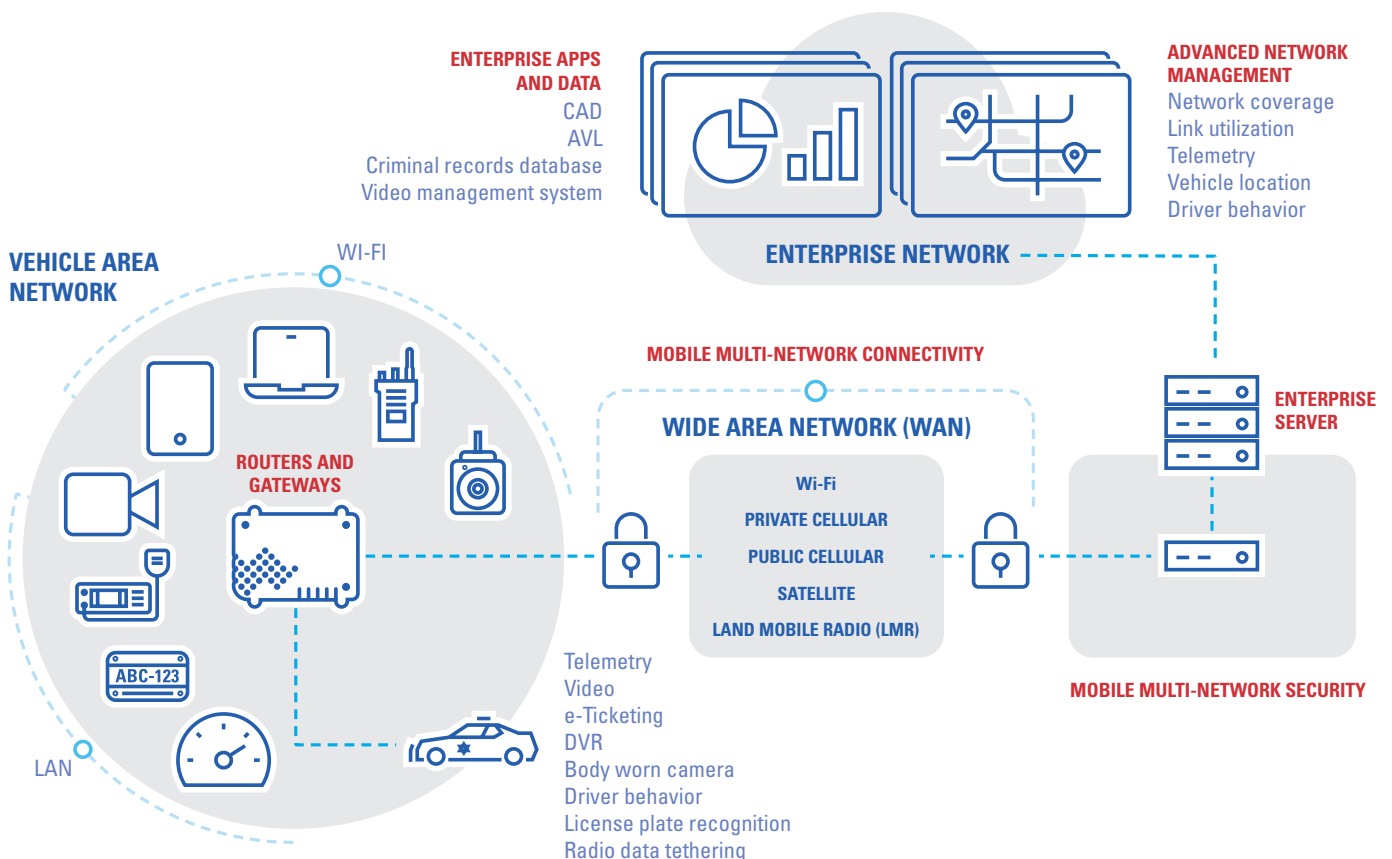 ENTERPRISE APPS
AND DATA
CAD
AVL
Criminal records database
Video management system
ADVANCED NETWORK
MANAGEMENT
Network coverage
Link utilization
Telemetry
Vehicle location
Driver behavior
ENTERPRISE NETWORK
VEHICLE AREA
NETWORK
WI-FI
ROUTERS AND
GATEWAYS
ABC-123
LAN
MOBILE MULTI-NETWORK CONNECTIVITY
WIDE AREA NETWORK (WAN)
Wi-Fi
PRIVATE CELLULAR
PUBLIC CELLULAR
SATELLITE
LAND MOBILE RADIO (LMR)
ENTERPRISE
SERVER
MOBILE MULTI-NETWORK SECURITY
Telemetry
Video
e-Ticketing
DVR
Body worn camera
Driver behavior
License plate recognition
Radio data tethering